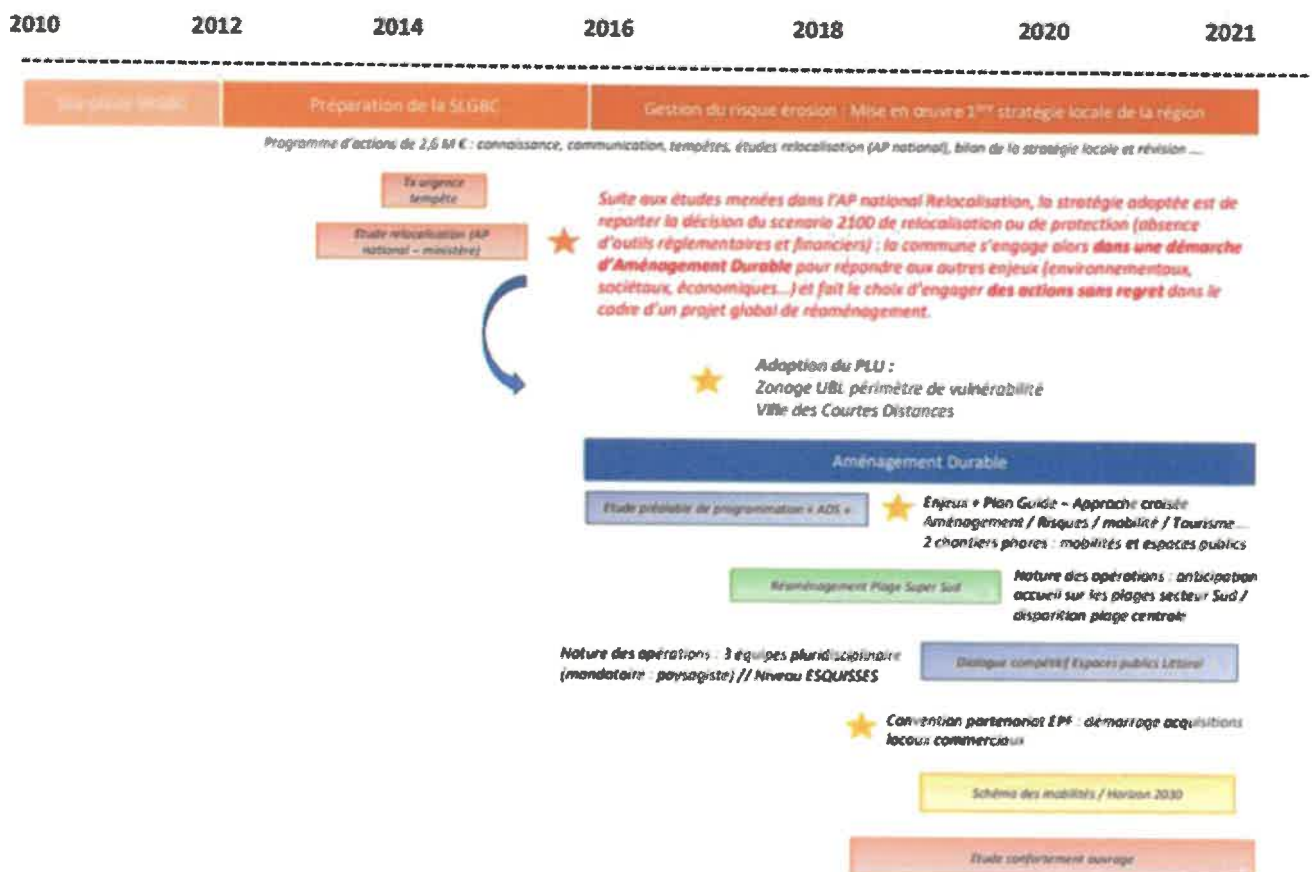 2010 2012 2014 2016 2018 2020 2021
Préparation de la SLGBC
Gestion du risque érosion : Mise en œuvre 1ère stratégie locale de la région
Programme d'actions de 2,6 M € : connaissance, communication, tempêtes, études relocalisation (AP national), bilan de la stratégie locale et révision ....
Tx urgence
tempête
Etude relocalisation (AP
national – ministère)
Suite aux études menées dans l'AP national Relocalisation, la stratégie adoptée est de
reporter la décision du scenario 2100 de relocalisation ou de protection (absence
d'outils réglementaires et financiers) ; la commune s'engage alors dans une démarche
d'Aménagement Durable pour répondre aux autres enjeux (environnementaux,
sociétaux, économiques...) et fait le choix d'engager des actions sans regret dans le
cadre d'un projet global de réaménagement.
Adoption du PLU :
Zonage UBL périmètre de vulnérabilité
Ville des Courtes Distances
Aménagement Durable
Etude préalable de programmation « ADS »
Enjeux + Plan Guide – Approche croisée
Aménagement / Risques / mobilité / Tourisme ...
2 chantiers phares : mobilités et espaces publics
Réaménagement Plage Super Sud
Nature des opérations : anticipation
accueil sur les plages secteur Sud /
disparition plage centrale
Nature des opérations : 3 équipes pluridisciplinaire
(mandataire : paysagiste) // Niveau ESQUISSES
Dialogue compétitif Espaces publics Littoral
Convention partenariat EPF : démarrage acquisitions
locaux commerciaux
Schéma des mobilités / Horizon 2030
Etude confortement ouvrage